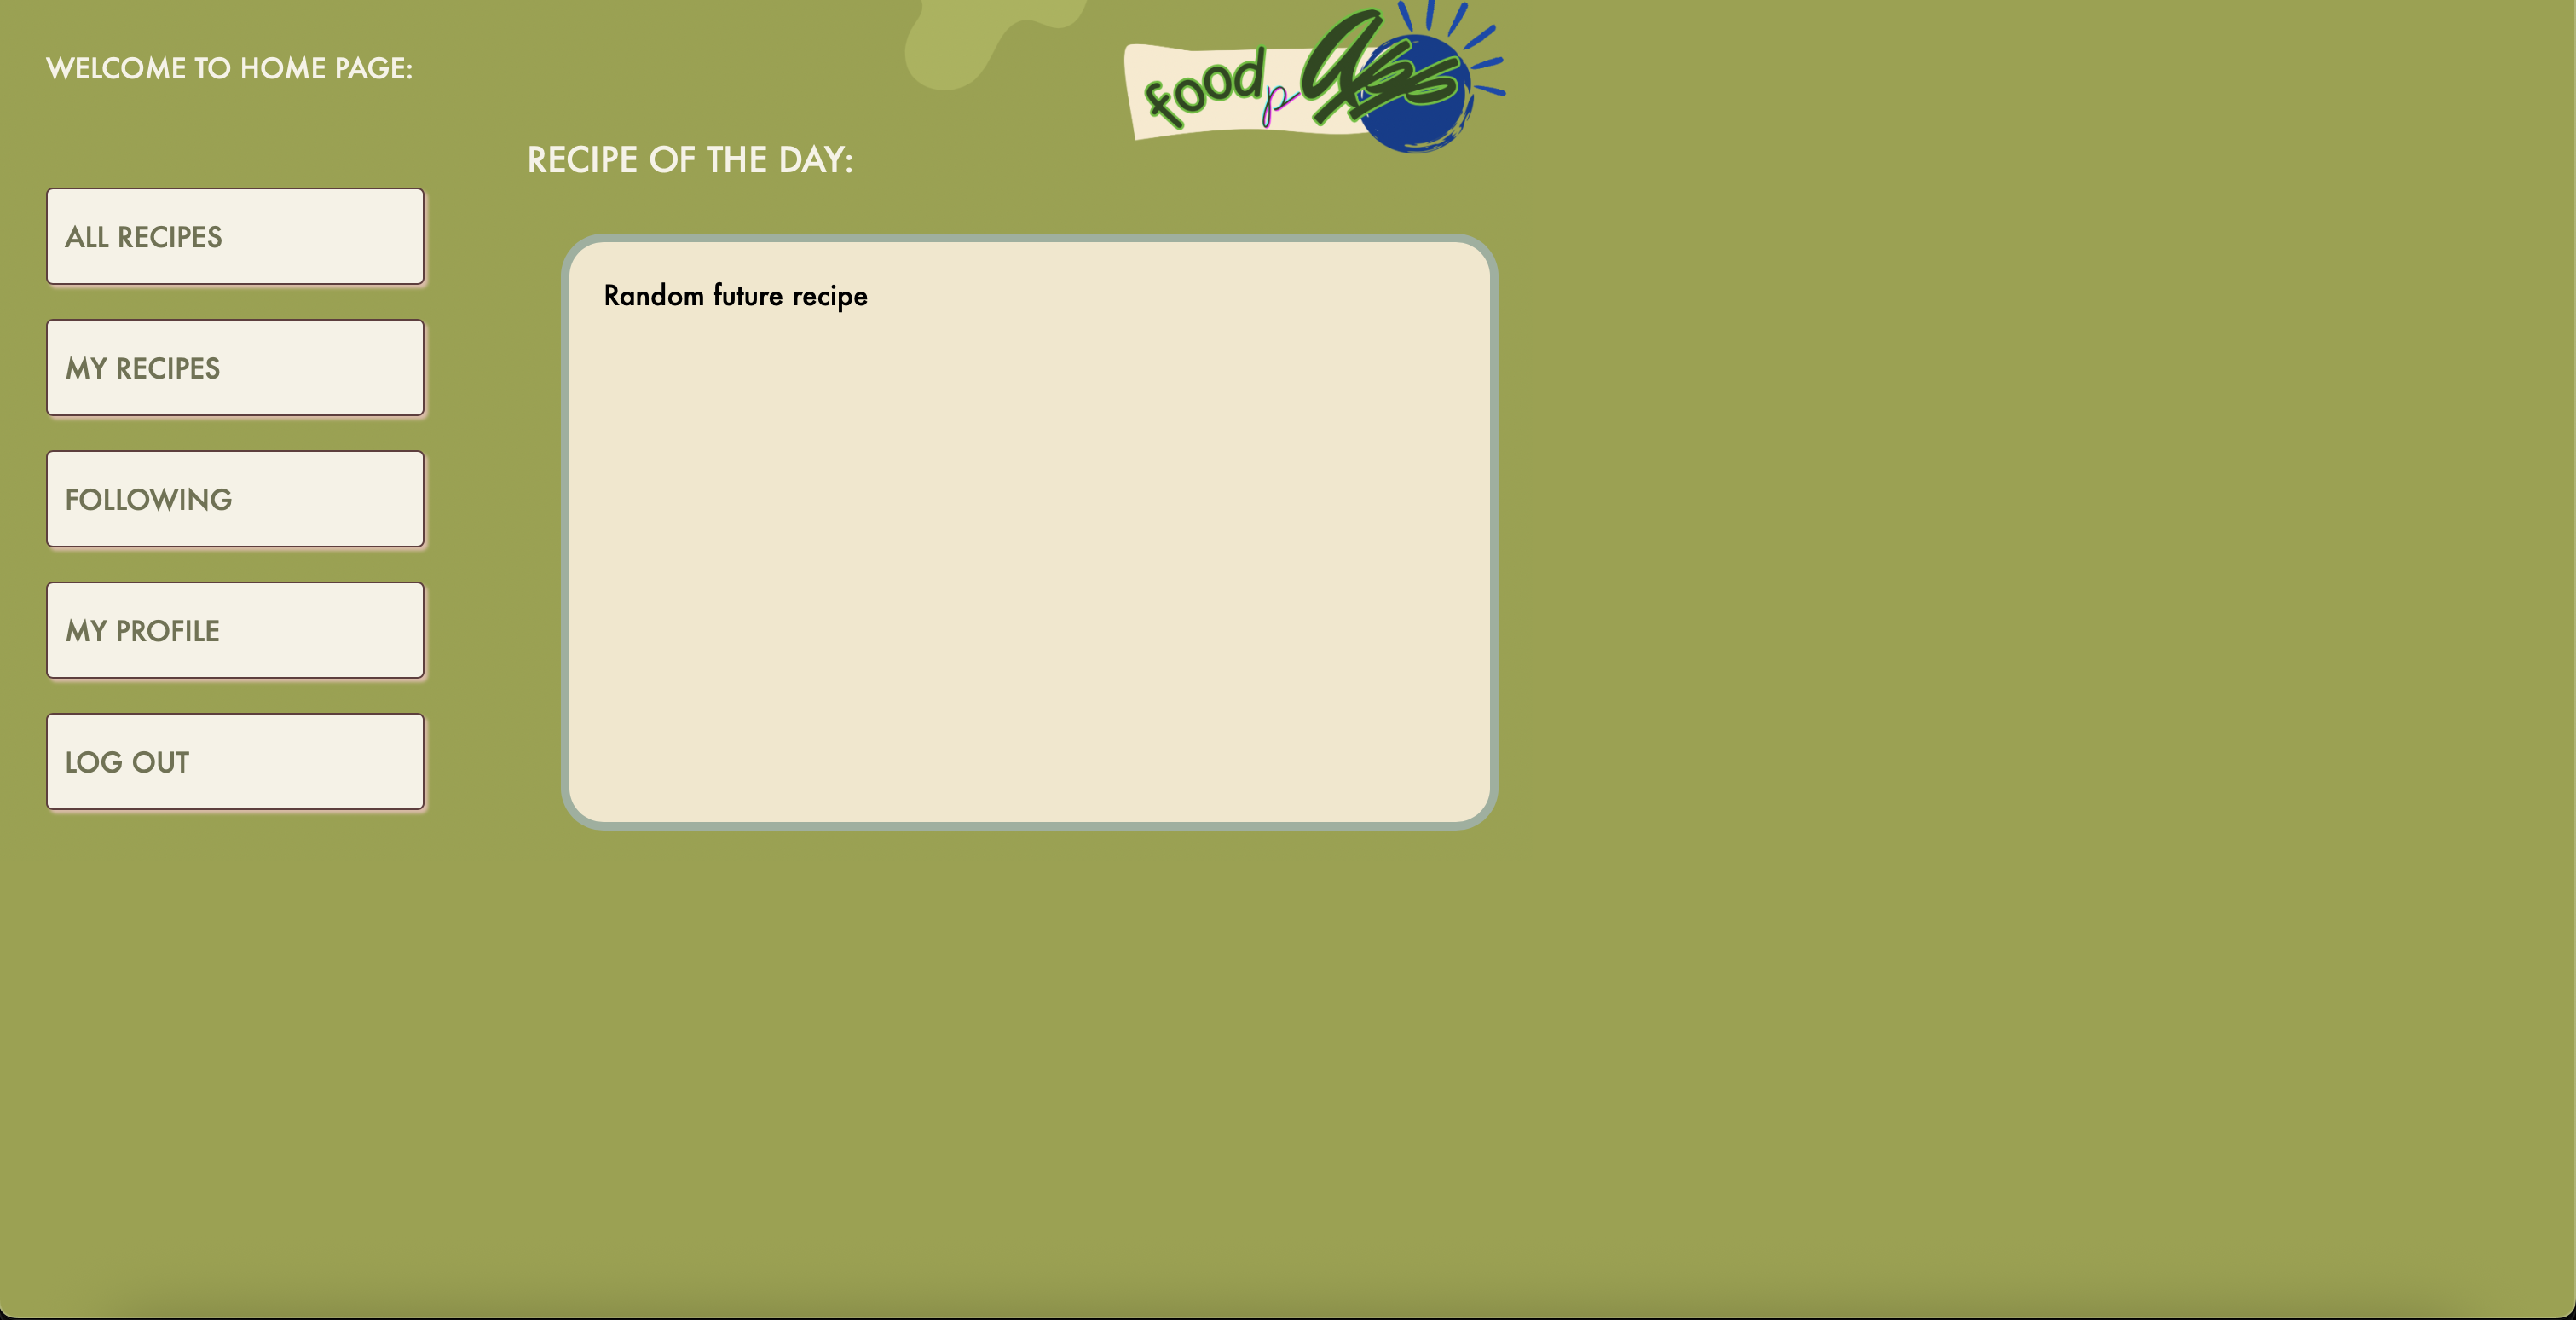 WELCOME TO HOME PAGE:
food
RECIPE OF THE DAY:
ALL RECIPES
Random future recipe
MY RECIPES
FOLLOWING
MY PROFILE
LOG OUT